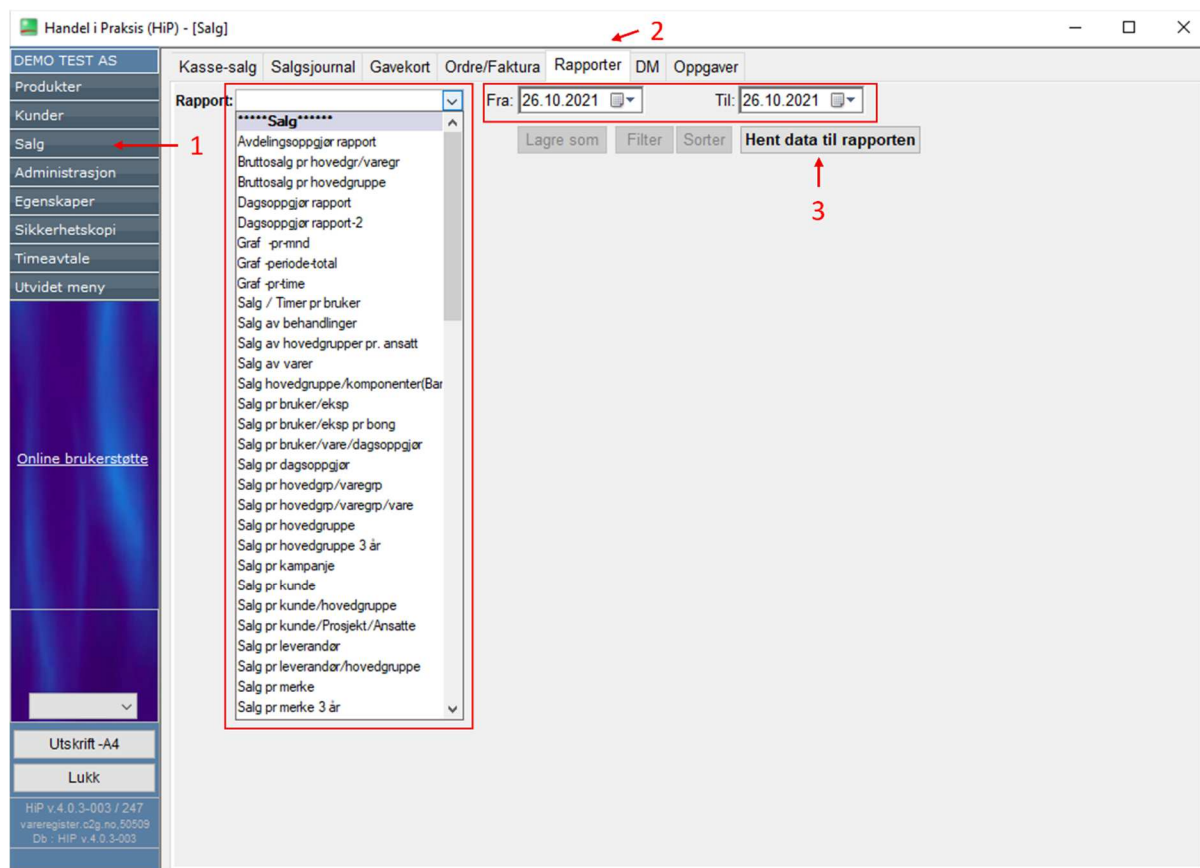 Handel i Praksis (HiP) - [Salg]
2
DEMO TEST AS
Produkter
Kunder
Salg
1
Administrasjon
Egenskaper
Sikkerhetskopi
Timeavtale
Utvidet meny
Online brukerstøtte
Utskrift -A4
Lukk
HiP v.4.0.3-003 / 247
vareregister.c2g.no,50509
Db : HIP v.4.0.3-003
Kasse-salg Salgsjournal Gavekort Ordre/Faktura Rapporter DM Oppgaver
Rapport: Fra: 26.10.2021 Til: 26.10.2021
Lagre som Filter Sorter Hent data til rapporten
3
*****Salg******
Avdelingsoppgjør rapport
Bruttosalg pr hovedgr/varegr
Bruttosalg pr hovedgruppe
Dagsoppgjør rapport
Dagsoppgjør rapport-2
Graf -pr-mnd
Graf -periode-total
Graf -pr-time
Salg / Timer pr bruker
Salg av behandlinger
Salg av hovedgrupper pr. ansatt
Salg av varer
Salg hovedgruppe/komponenter(Bar
Salg pr bruker/eksp
Salg pr bruker/eksp pr bong
Salg pr bruker/vare/dagsoppgjør
Salg pr dagsoppgjør
Salg pr hovedgrp/varegrp
Salg pr hovedgrp/varegrp/vare
Salg pr hovedgruppe
Salg pr hovedgruppe 3 år
Salg pr kampanje
Salg pr kunde
Salg pr kunde/hovedgruppe
Salg pr kunde/Prosjekt/Ansatte
Salg pr leverandør
Salg pr leverandør/hovedgruppe
Salg pr merke
Salg pr merke 3 år